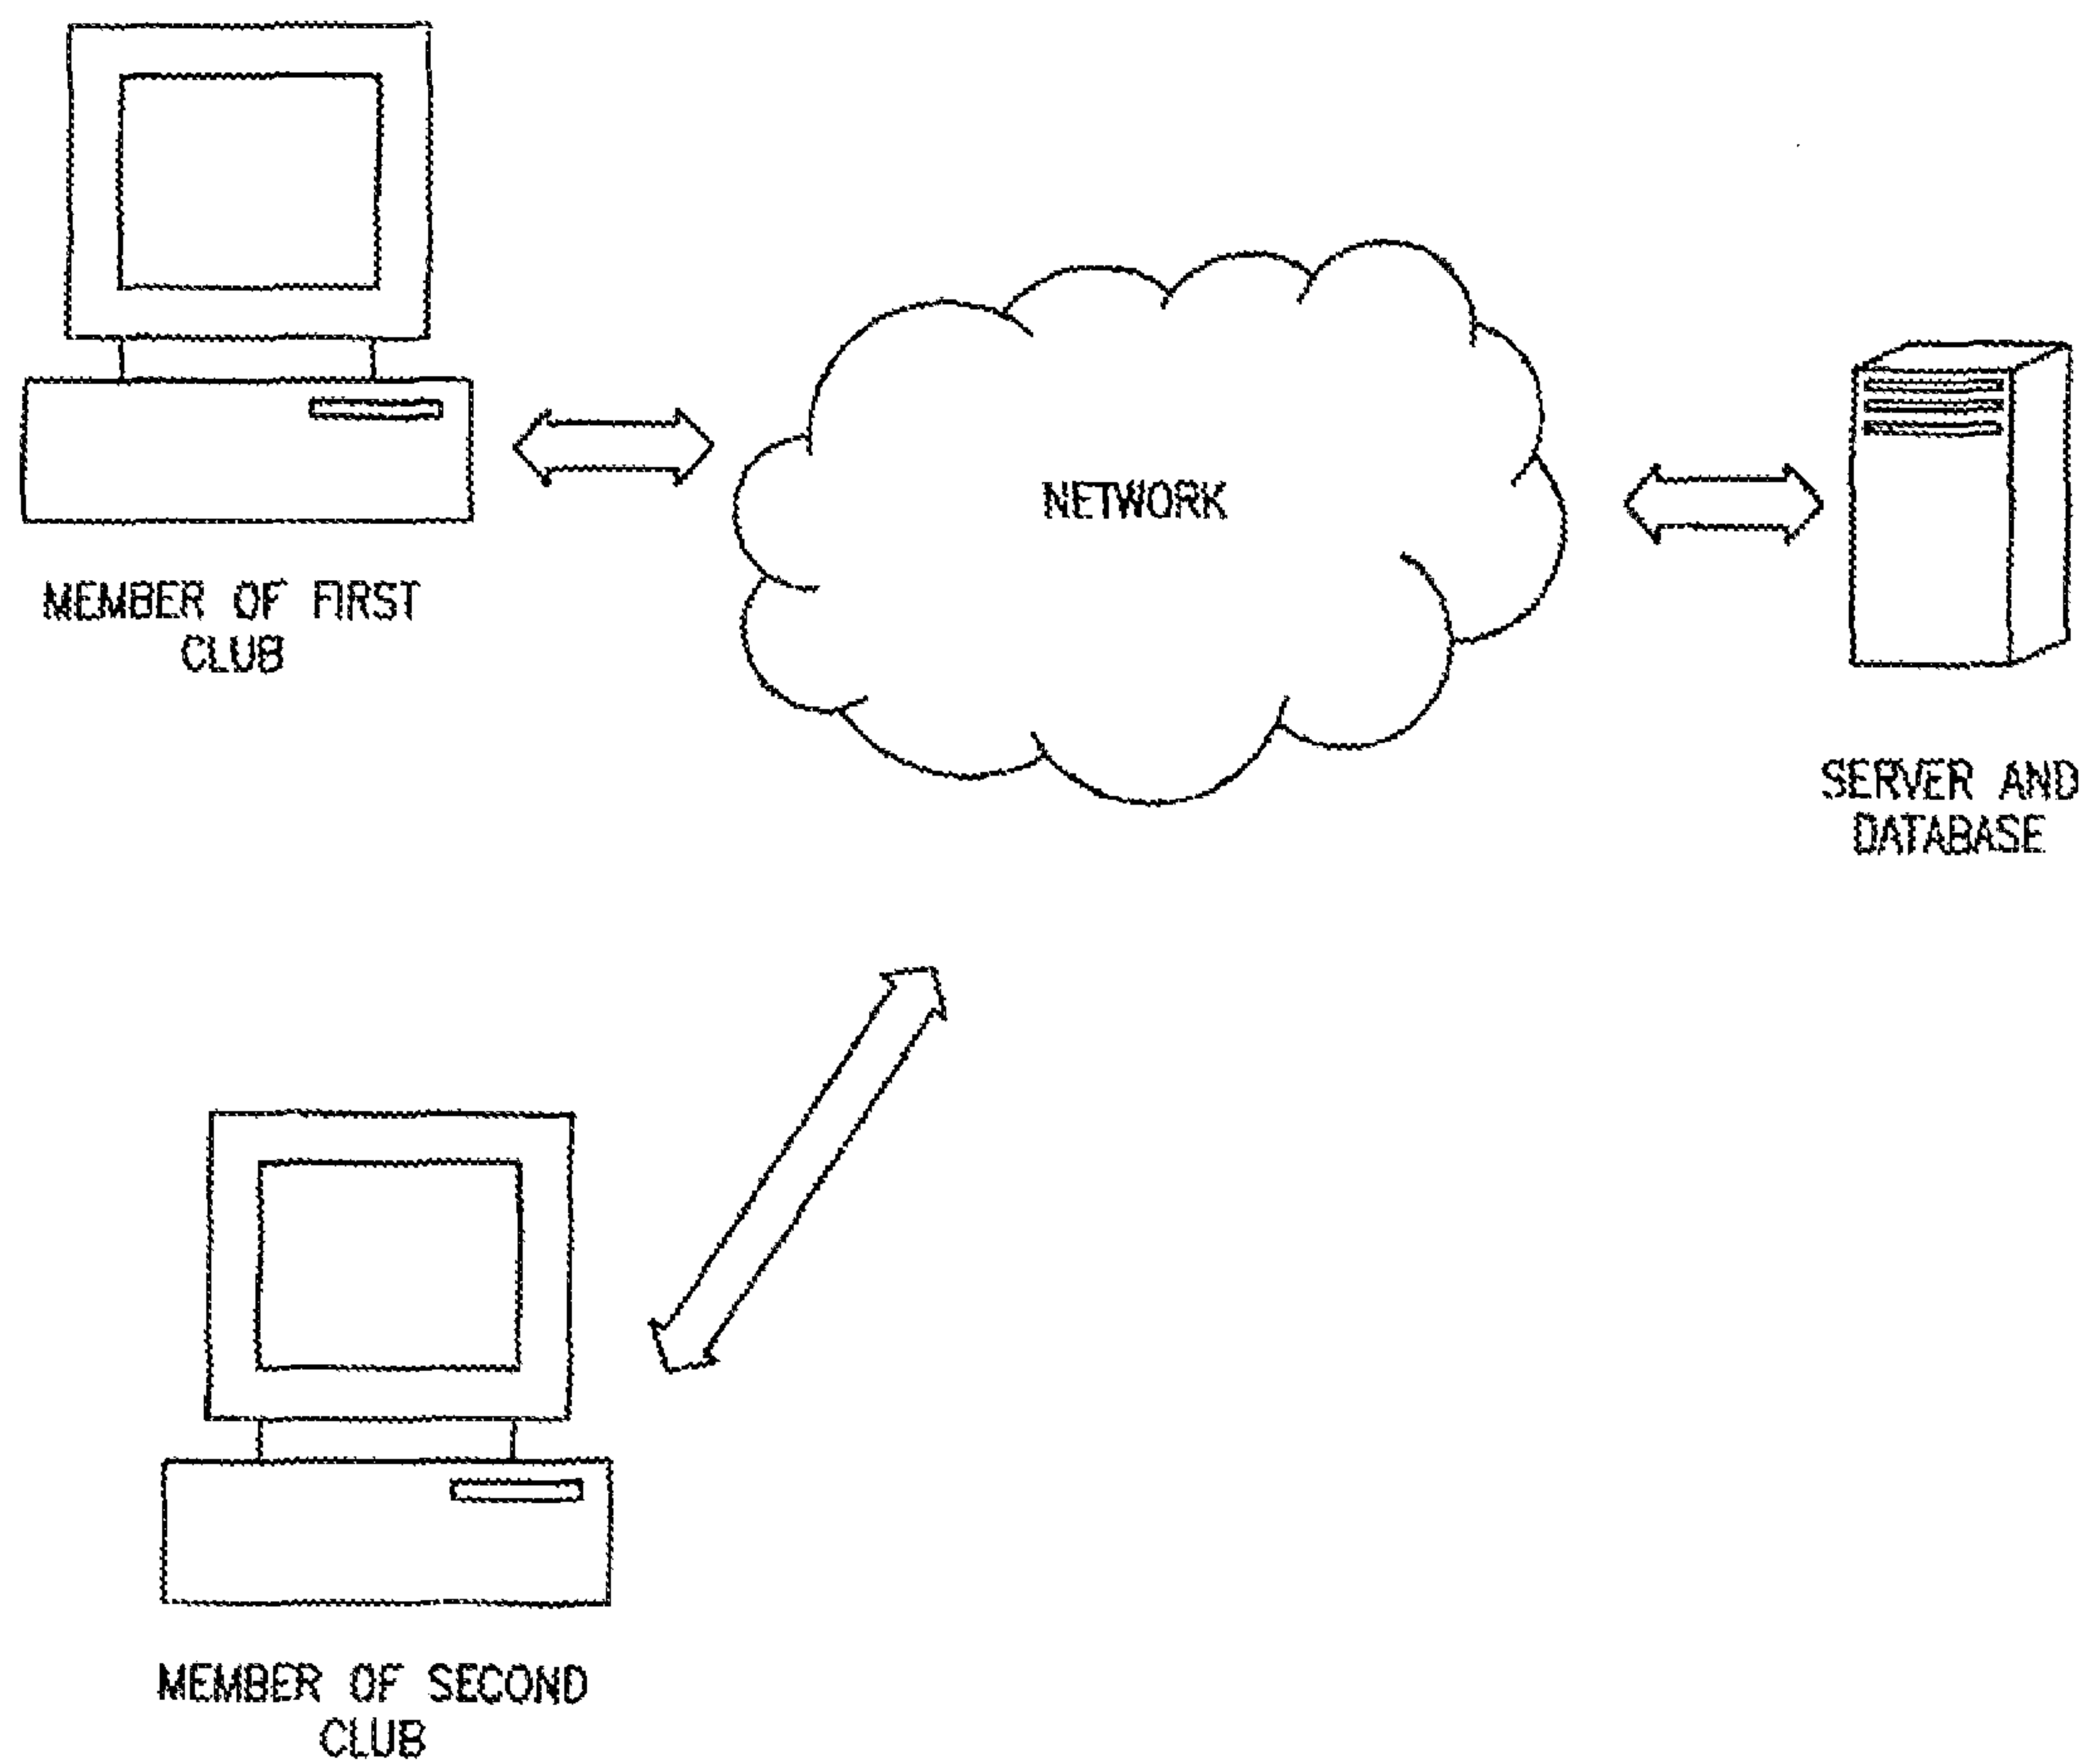 NETWORK
MEMBER OF FIRST
CLUB
SERVER AND
DATABASE
MEMBER OF SECOND
CLUB